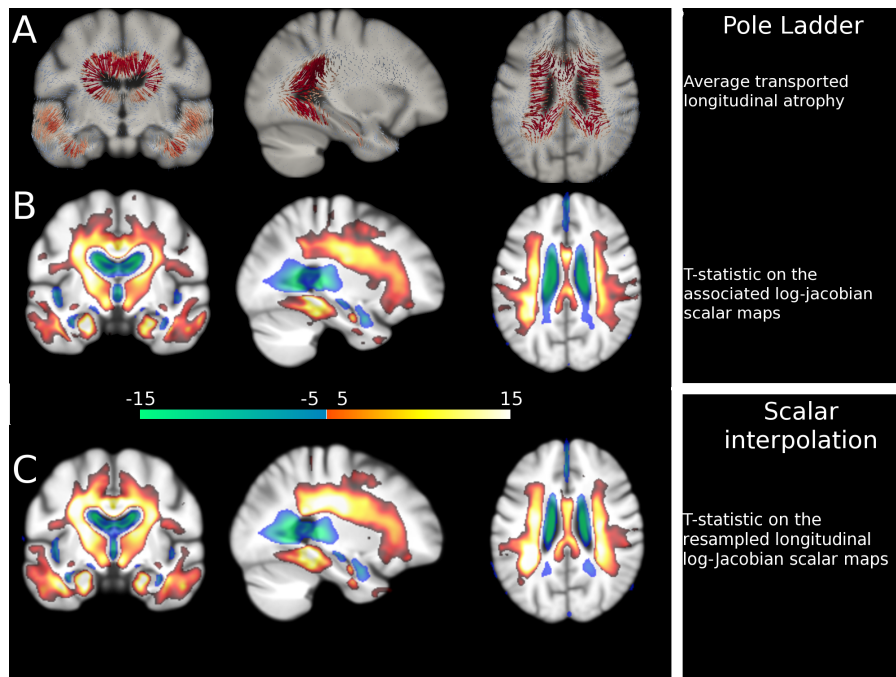 A
Pole Ladder
Average transported
longitudinal atrophy
B
T-statistic on the
associated log-jacobian
scalar maps
-15
-5
5
15
C
Scalar
interpolation
T-statistic on the
resampled longitudinal
log-Jacobian scalar maps